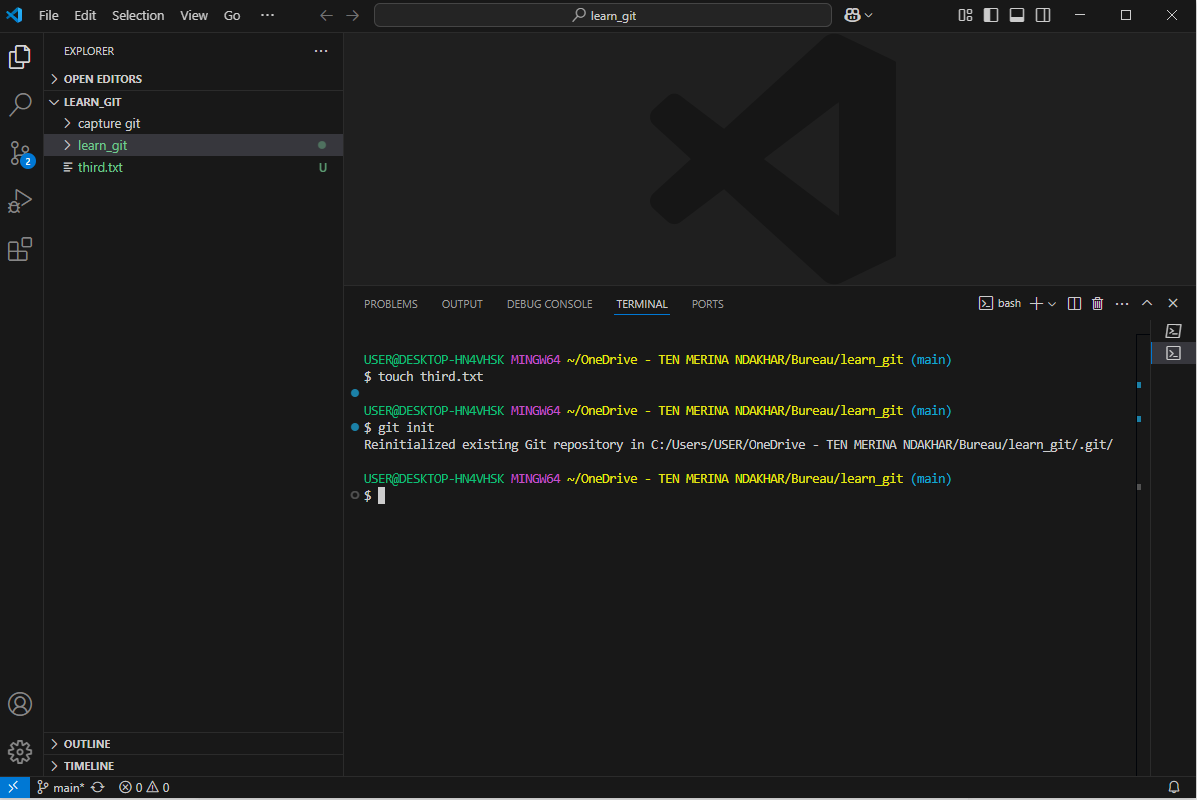 File Edit Selection View Go ···
learn_git
EXPLORER ···
OPEN EDITORS
LEARN_GIT
capture git
learn_git
2
third.txt U
PROBLEMS OUTPUT DEBUG CONSOLE TERMINAL PORTS
bash ···
USER@DESKTOP-HN4VHSK MINGW64 ~/OneDrive - TEN MERINA NDAKHAR/Bureau/learn_git (main)
$ touch third.txt
USER@DESKTOP-HN4VHSK MINGW64 ~/OneDrive - TEN MERINA NDAKHAR/Bureau/learn_git (main)
$ git init
Reinitialized existing Git repository in C:/Users/USER/OneDrive - TEN MERINA NDAKHAR/Bureau/learn_git/.git/
USER@DESKTOP-HN4VHSK MINGW64 ~/OneDrive - TEN MERINA NDAKHAR/Bureau/learn_git (main)
$
OUTLINE
TIMELINE
main* 0 0